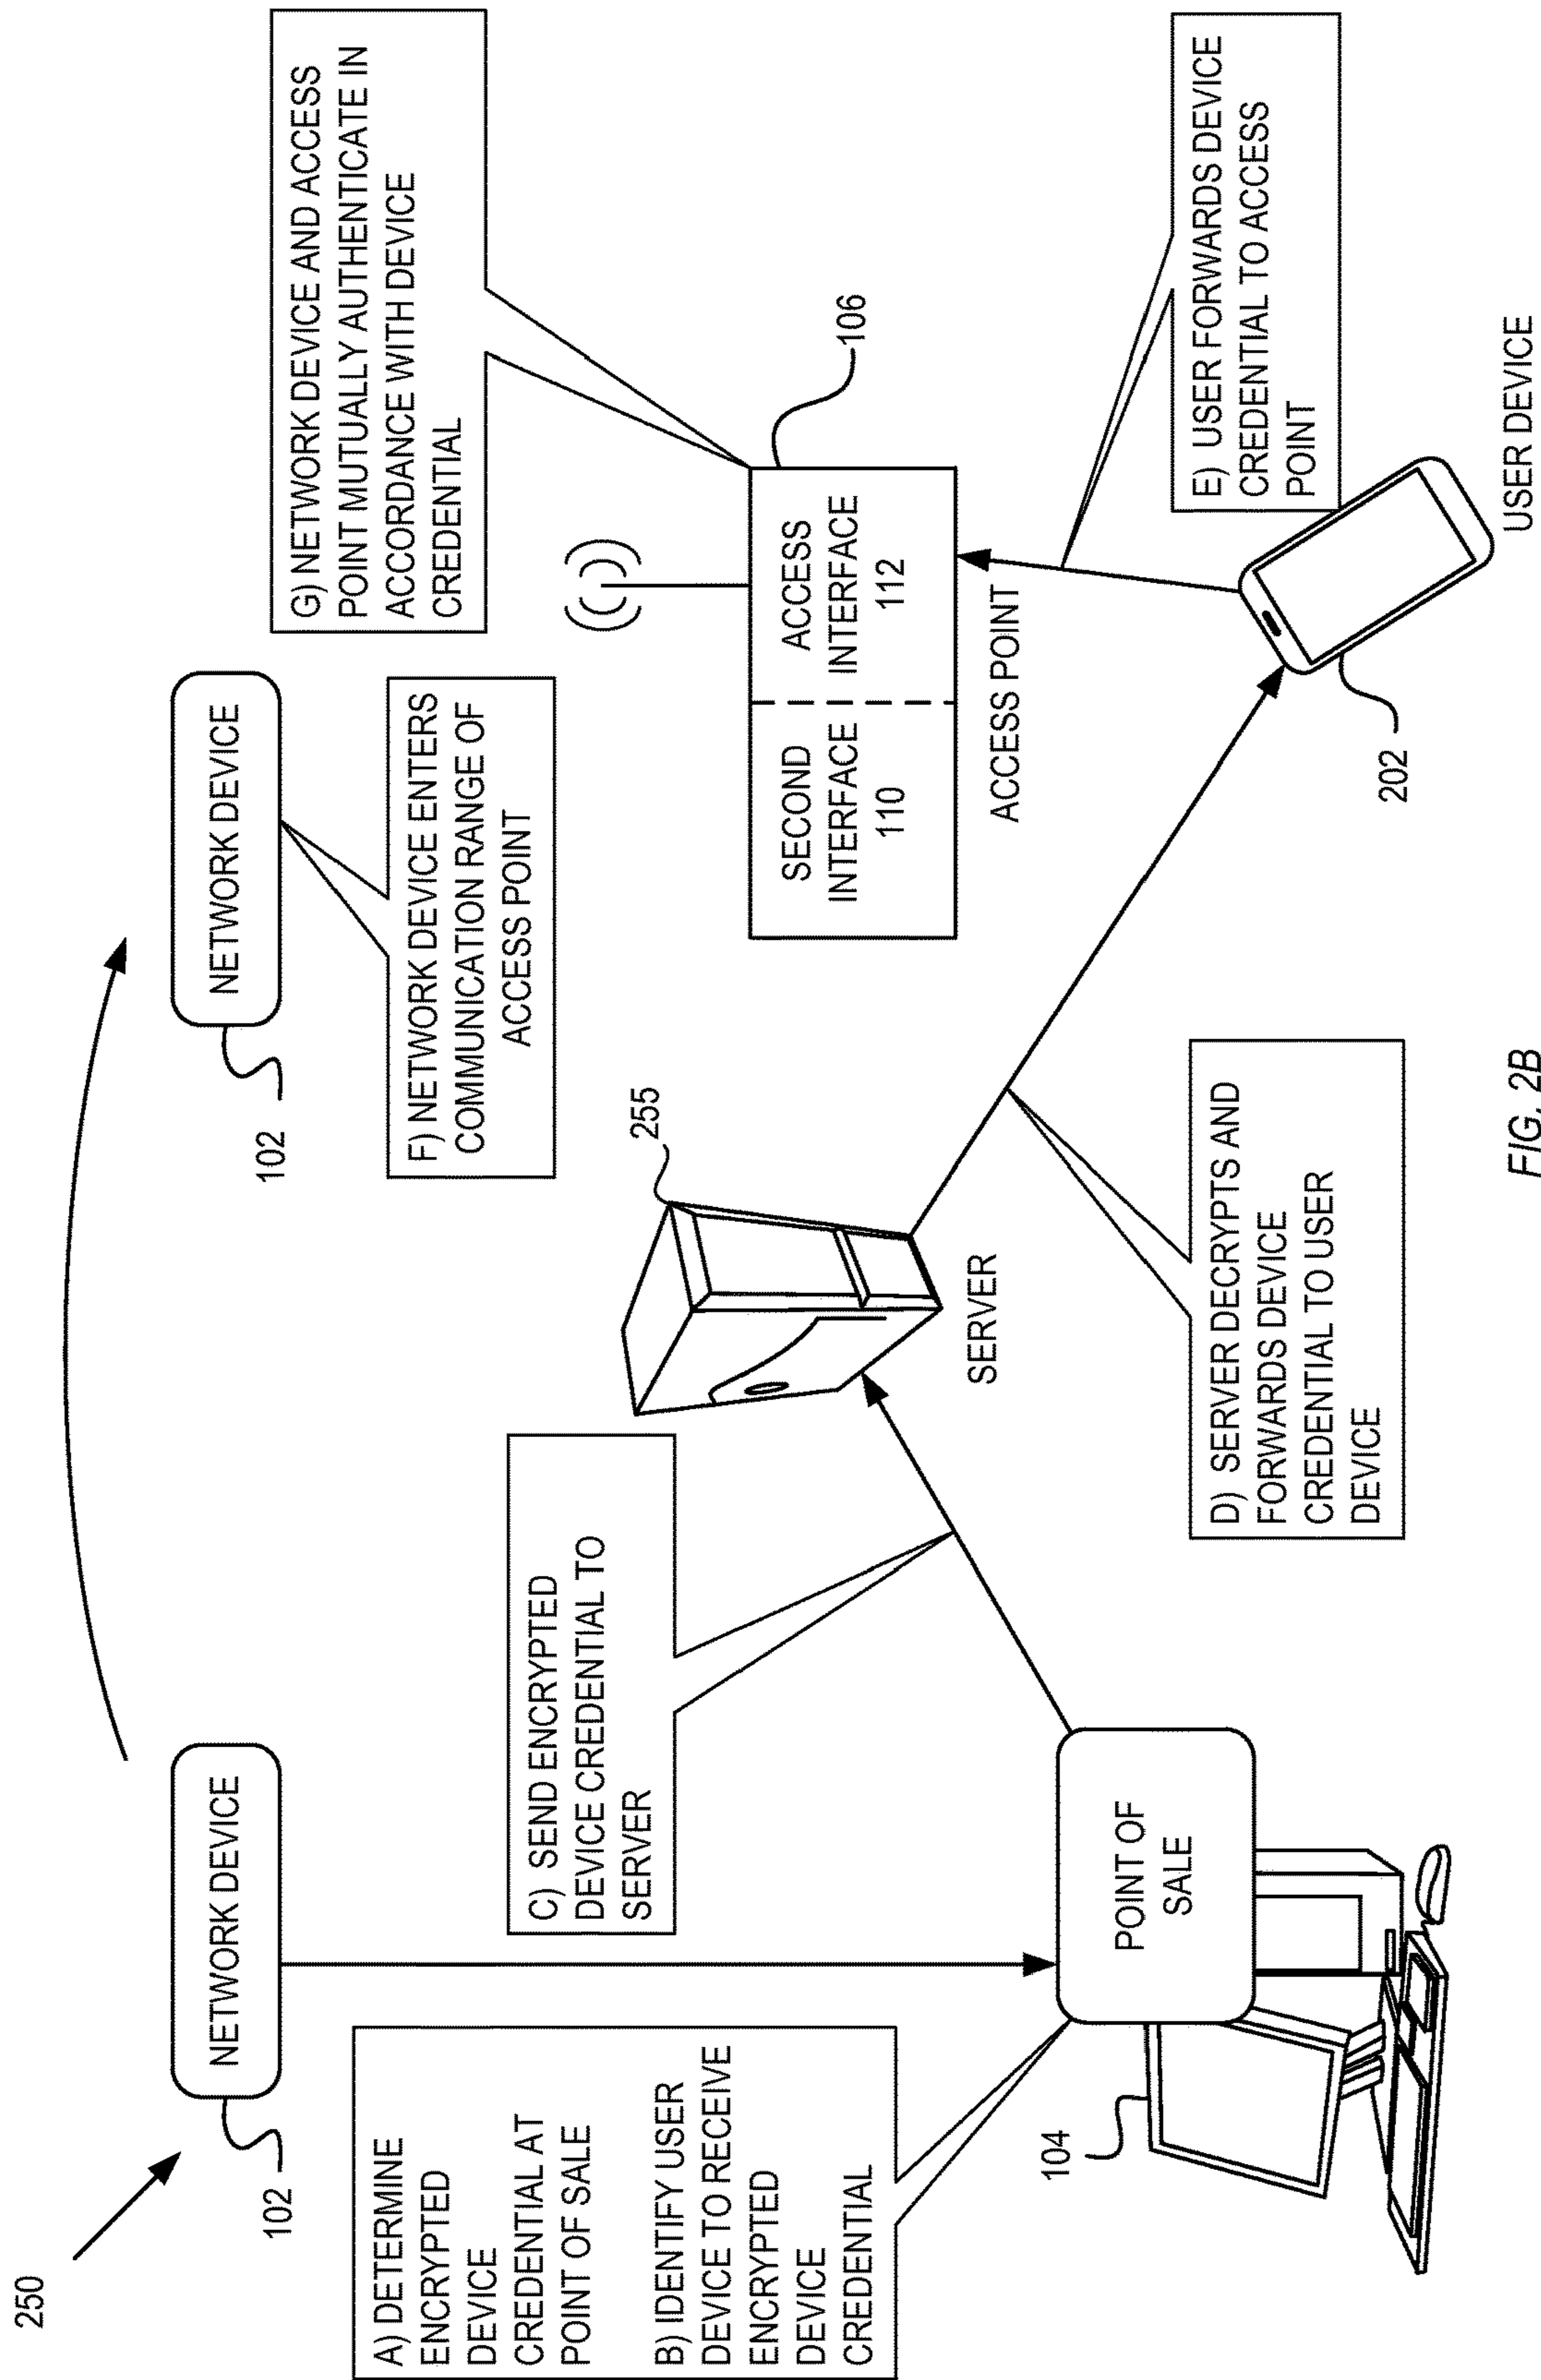 250
NETWORK DEVICE
102
NETWORK DEVICE
102
A) DETERMINE
ENCRYPTED
DEVICE
CREDENTIAL AT
POINT OF SALE
B) IDENTIFY USER
DEVICE TO RECEIVE
ENCRYPTED
DEVICE
CREDENTIAL
C) SEND ENCRYPTED
DEVICE CREDENTIAL TO
SERVER
F) NETWORK DEVICE ENTERS
COMMUNICATION RANGE OF
ACCESS POINT
G) NETWORK DEVICE AND ACCESS
POINT MUTUALLY AUTHENTICATE IN
ACCORDANCE WITH DEVICE
CREDENTIAL
255
SERVER
106
SECOND
INTERFACE
110
ACCESS
INTERFACE
112
ACCESS POINT
104
POINT OF
SALE
D) SERVER DECRYPTS AND
FORWARDS DEVICE
CREDENTIAL TO USER
DEVICE
E) USER FORWARDS DEVICE
CREDENTIAL TO ACCESS
POINT
202
USER DEVICE
FIG. 2B